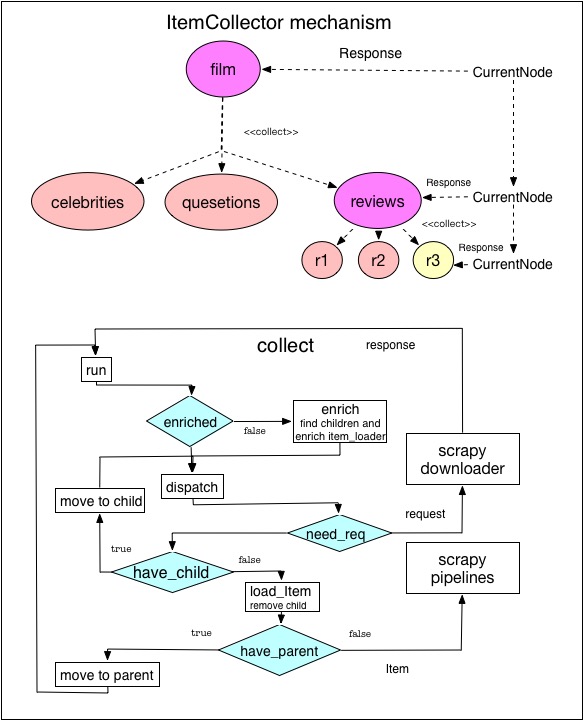 ItemCollector mechanism
Response
film
CurrentNode
<<collect>>
celebrities
quesetions
reviews
Response
CurrentNode
<<collect>>
r1
r2
r3
Response
CurrentNode
collect
response
run
enriched
false
enrich
find children and
enrich item_loader
scrapy
downloader
dispatch
move to child
request
need_req
true
have_child
false
scrapy
pipelines
load_Item
remove child
true
have_parent
false
Item
move to parent